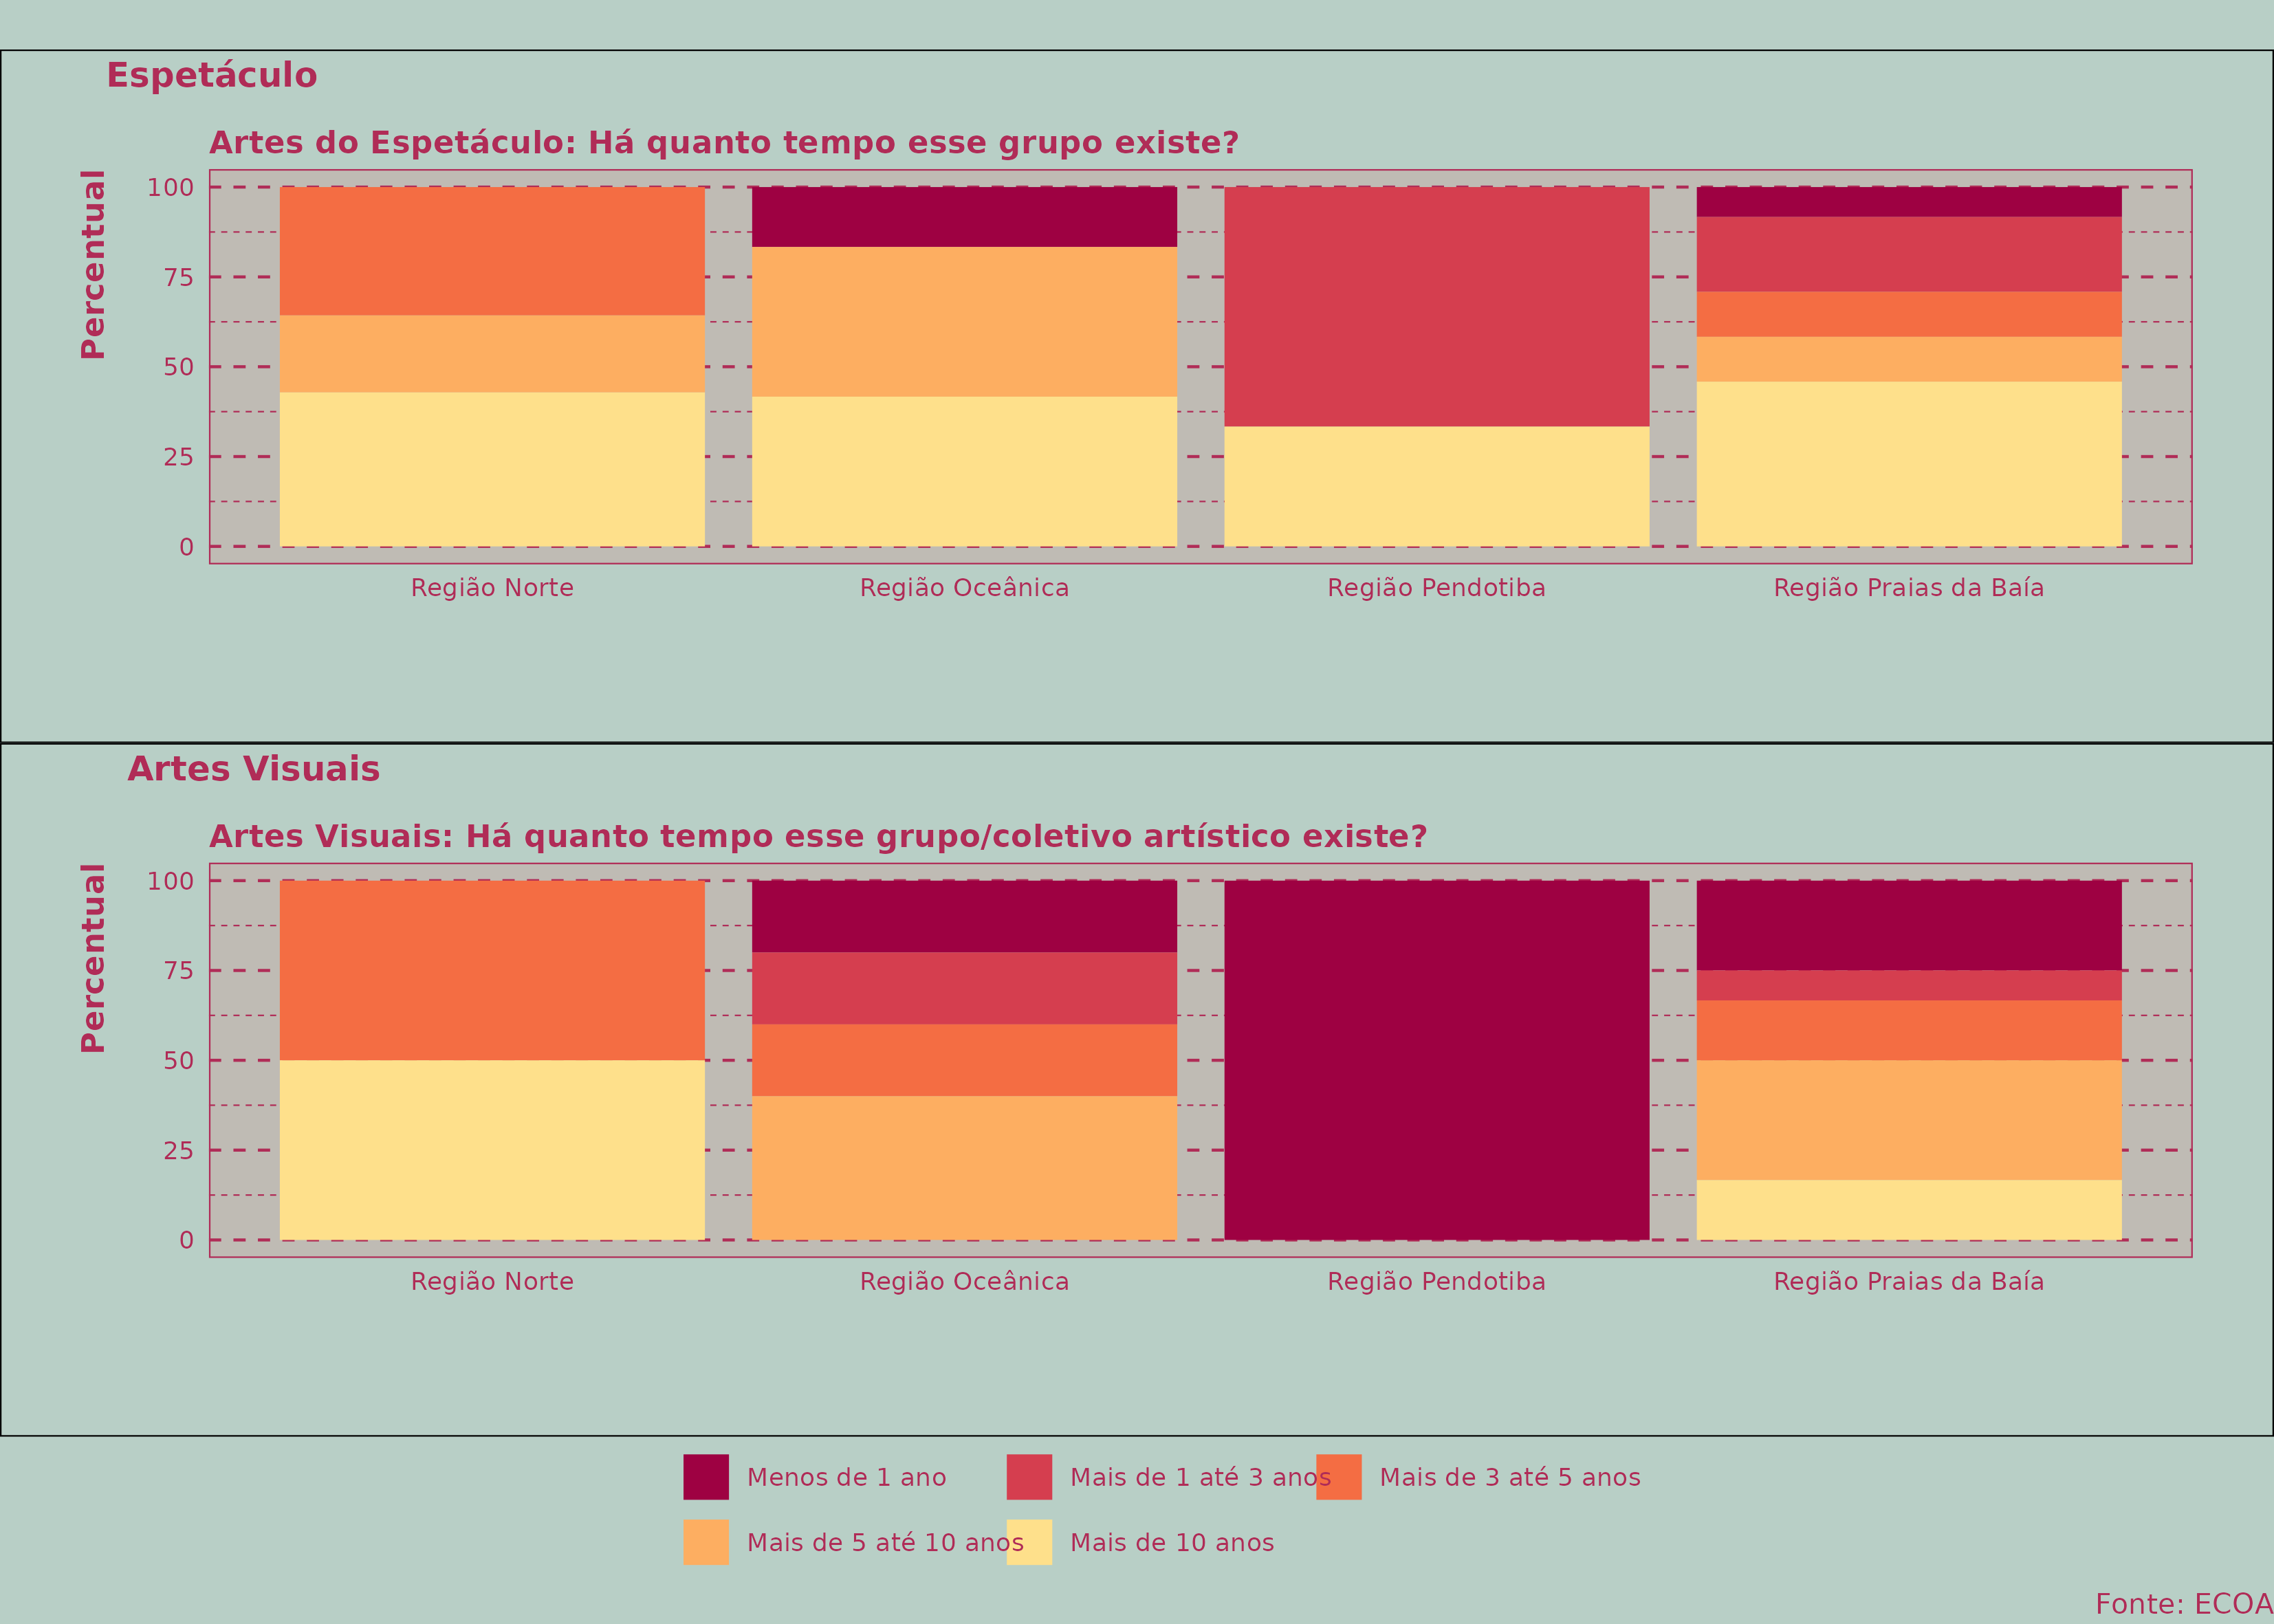 Espetáculo
Artes do Espetáculo: Há quanto tempo esse grupo existe?
Percentual
100
75
50
25
0
Região Norte
Região Oceânica
Região Pendotiba
Região Praias da Baía
Artes Visuais
Artes Visuais: Há quanto tempo esse grupo/coletivo artístico existe?
Percentual
100
75
50
25
0
Região Norte
Região Oceânica
Região Pendotiba
Região Praias da Baía
Menos de 1 ano
Mais de 1 até 3 anos
Mais de 3 até 5 anos
Mais de 5 até 10 anos
Mais de 10 anos
Fonte: ECOA